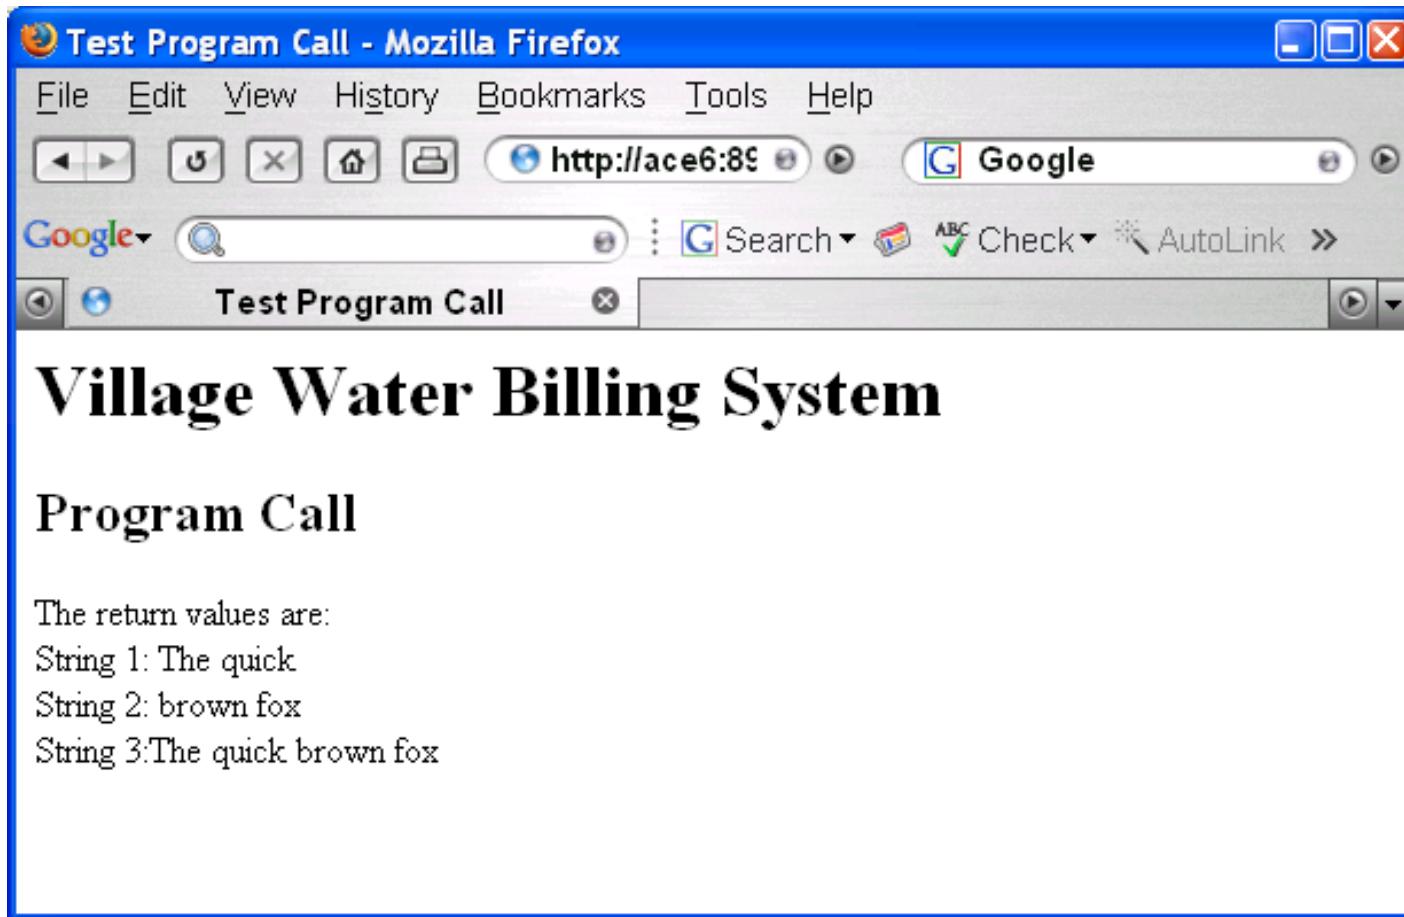 Test Program Call - Mozilla Firefox
File Edit View History Bookmarks Tools Help
http://ace6:89 G Google
Google G Search ABC Check AutoLink »
Test Program Call
Village Water Billing System
Program Call
The return values are:
String 1: The quick
String 2: brown fox
String 3:The quick brown fox